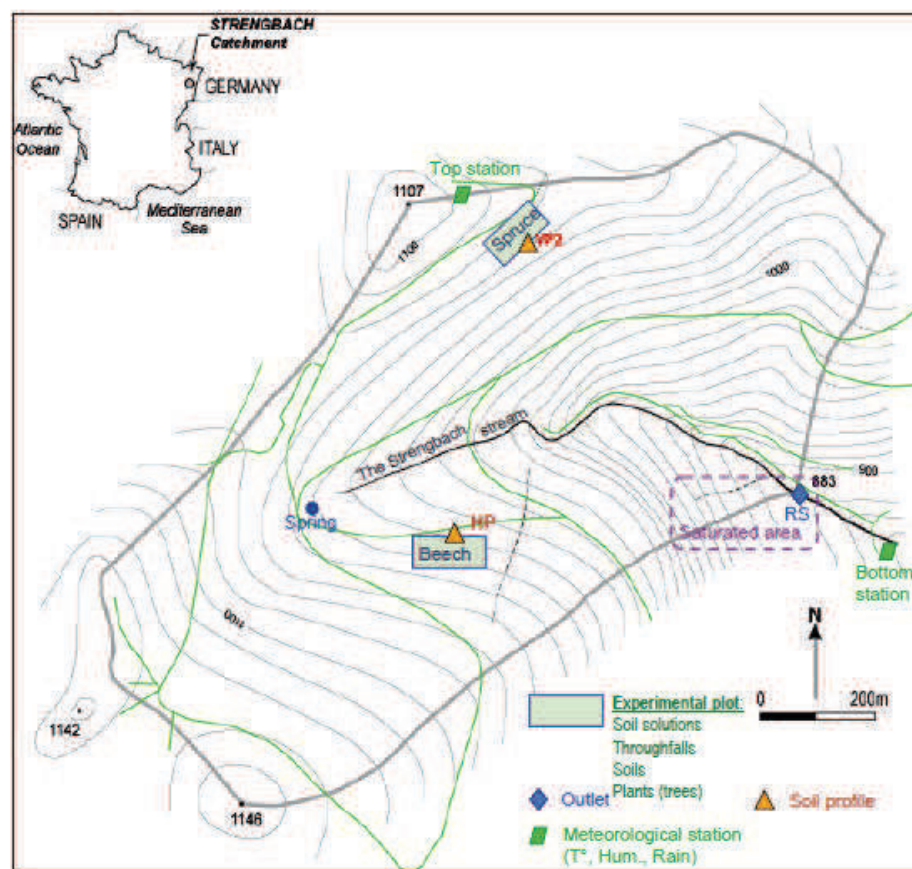 STRENGBACH
Catchment
GERMANY
Atlantic
Ocean
ITALY
SPAIN
Mediterranean
Sea
Top station
1107
1100
Spruce
VP2
1000
The Strengbach stream
900
883
RS
Saturated area
Spring
HP
Beech
Bottom
station
1100
N
0 200m
1142
1146
Experimental plot:
Soil solutions
Throughfalls
Soils
Plants (trees)
Outlet
Soil profile
Meteorological station
(T°, Hum., Rain)